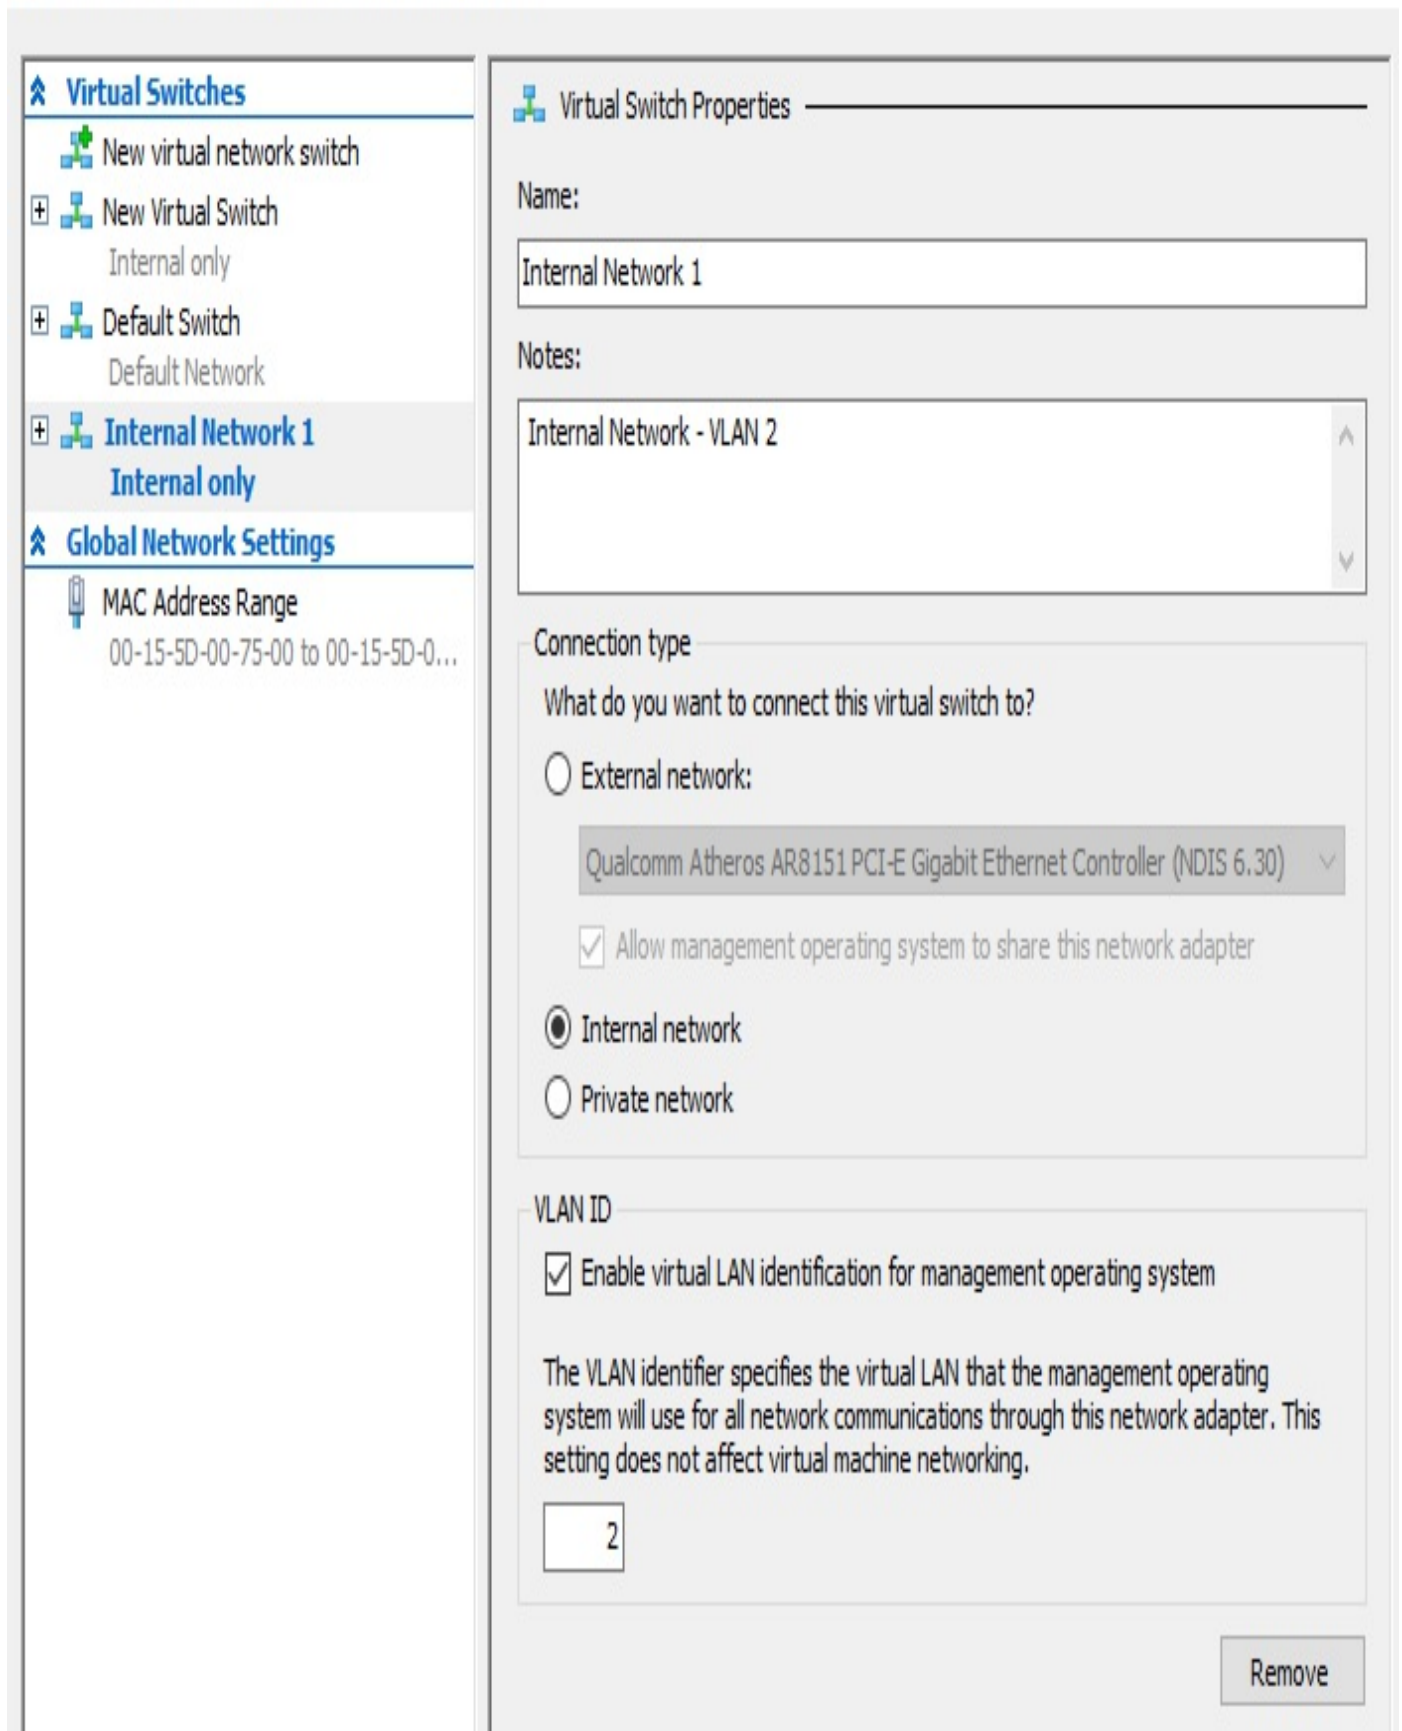 Virtual Switches
New virtual network switch
New Virtual Switch
Internal only
Default Switch
Default Network
Internal Network 1
Internal only
Global Network Settings
MAC Address Range
00-15-5D-00-75-00 to 00-15-5D-0...
Virtual Switch Properties
Name:
Internal Network 1
Notes:
Internal Network - VLAN 2
Connection type
What do you want to connect this virtual switch to?
External network:
Qualcomm Atheros AR8151 PCI-E Gigabit Ethernet Controller (NDIS 6.30)
Allow management operating system to share this network adapter
Internal network
Private network
VLAN ID
Enable virtual LAN identification for management operating system
The VLAN identifier specifies the virtual LAN that the management operating
system will use for all network communications through this network adapter. This
setting does not affect virtual machine networking.
2
Remove